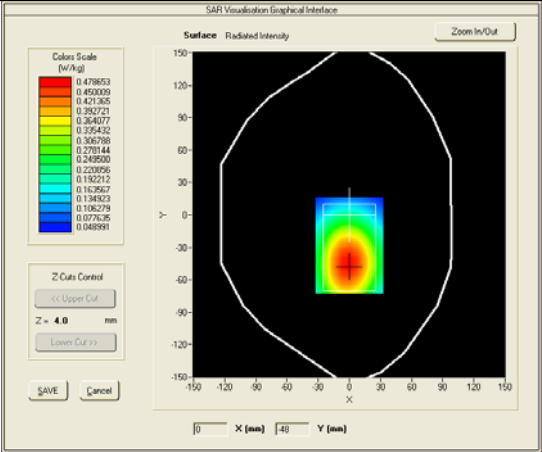 SAR Visualisation Graphical Interface
Surface Radiated Intensity
Zoom In/Out
Colors Scale
(W/kg)
0.478653
0.450009
0.421365
0.392721
0.364077
0.335432
0.306788
0.278144
0.249500
0.220856
0.192212
0.163567
0.134923
0.106279
0.077635
0.048991
Z-Cuts Control
<< Upper Cut
Z = 4.0 mm
Lower Cut >>
SAVE Cancel
150
120
90
60
30
0
-30
-60
-90
-120
-150
Y
-150 -120 -90 -60 -30 0 30 60 90 120 150
X
0 X (mm) -48 Y (mm)